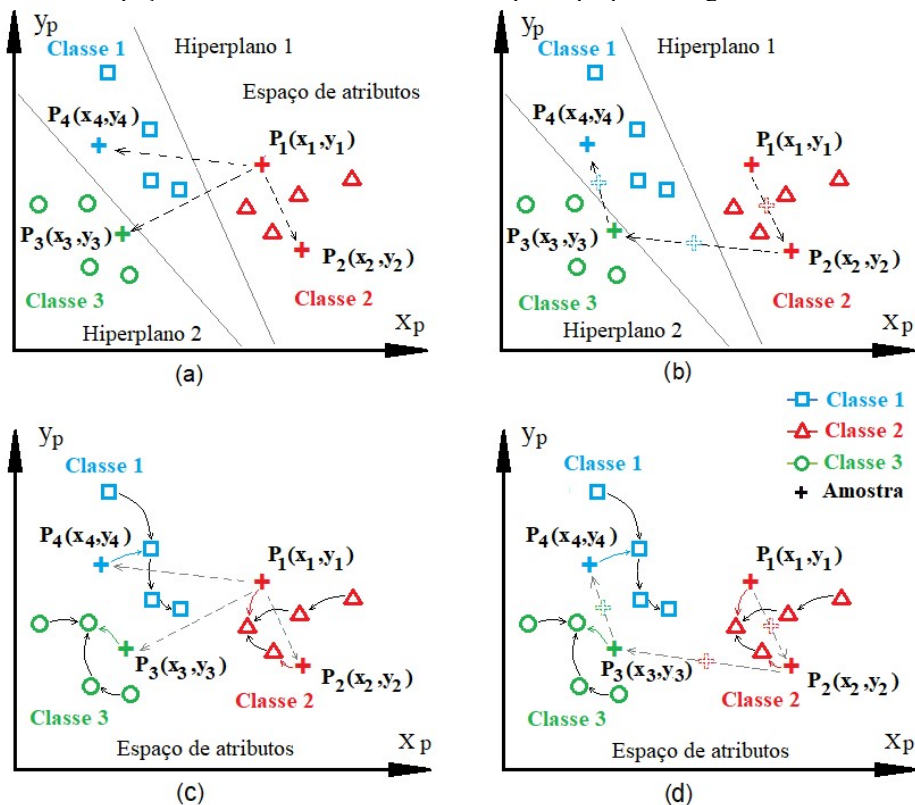 yp
Classe 1
Hiperplano 1
Espaço de atributos
P4(x4,y4)
P1(x1,y1)
P3(x3,y3)
P2(x2,y2)
Classe 3
Classe 2
Hiperplano 2
Xp
(a)
yp
Classe 1
Hiperplano 1
P4(x4,y4)
P1(x1,y1)
P3(x3,y3)
P2(x2,y2)
Classe 3
Classe 2
Hiperplano 2
Xp
(b)
Classe 1
Classe 2
Classe 3
Amostra
yp
Classe 1
P4(x4,y4)
P1(x1,y1)
P3(x3,y3)
P2(x2,y2)
Classe 2
Classe 3
Espaço de atributos
Xp
(c)
yp
Classe 1
P4(x4,y4)
P1(x1,y1)
P3(x3,y3)
P2(x2,y2)
Classe 2
Classe 3
Espaço de atributos
Xp
(d)